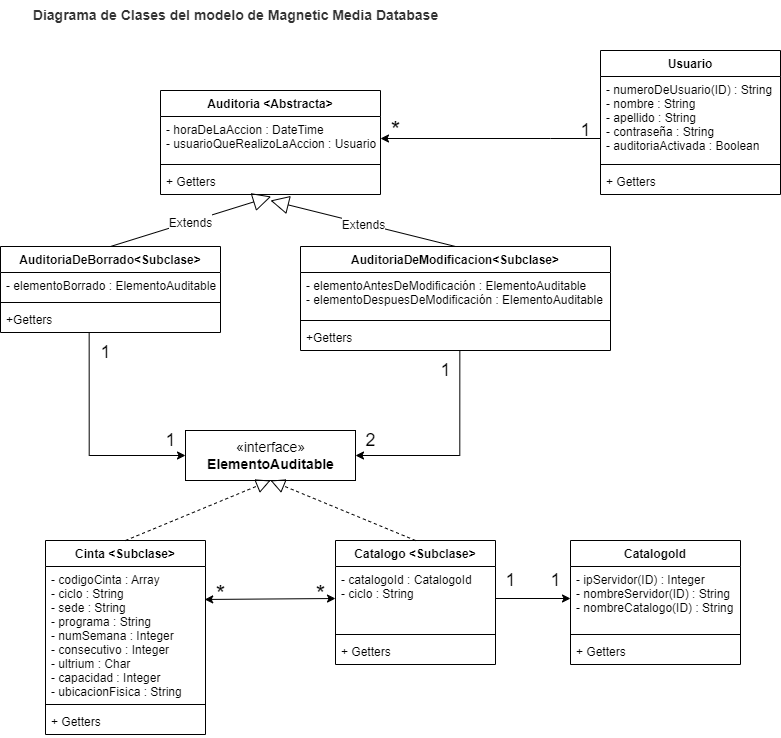 Diagrama de Clases del modelo de Magnetic Media Database
Usuario
- numeroDeUsuario(ID) : String
- nombre : String
- apellido : String
- contraseña : String
- auditoriaActivada : Boolean
+ Getters
Auditoria <Abstracta>
- horaDeLaAccion : DateTime
- usuarioQueRealizoLaAccion : Usuario
+ Getters
*
1
Extends
Extends
AuditoriaDeBorrado<Subclase>
- elementoBorrado : ElementoAuditable
+Getters
AuditoriaDeModificacion<Subclase>
- elementoAntesDeModificación : ElementoAuditable
- elementoDespuesDeModificación : ElementoAuditable
+Getters
1
1
1
2
«interface»
ElementoAuditable
Cinta <Subclase>
- codigoCinta : Array
- ciclo : String
- sede : String
- programa : String
- numSemana : Integer
- consecutivo : Integer
- ultrium : Char
- capacidad : Integer
- ubicacionFisica : String
+ Getters
*
*
Catalogo <Subclase>
- catalogoId : CatalogoId
- ciclo : String
+ Getters
1
1
CatalogoId
- ipServidor(ID) : Integer
- nombreServidor(ID) : String
- nombreCatalogo(ID) : String
+ Getters